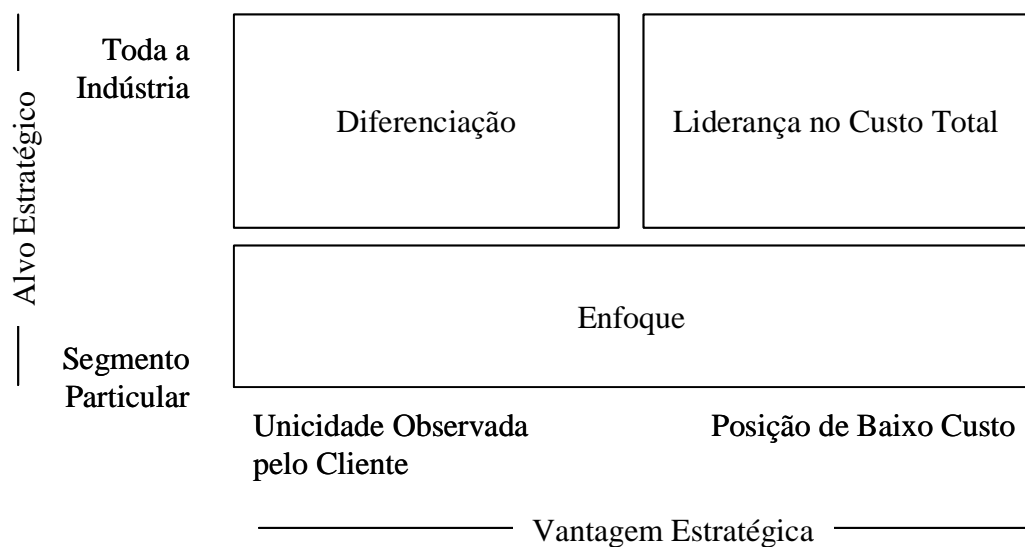 Toda a
Indústria
Diferenciação
Liderança no Custo Total
Alvo Estratégico
Enfoque
Segmento
Particular
Unicidade Observada
pelo Cliente
Posição de Baixo Custo
Vantagem Estratégica